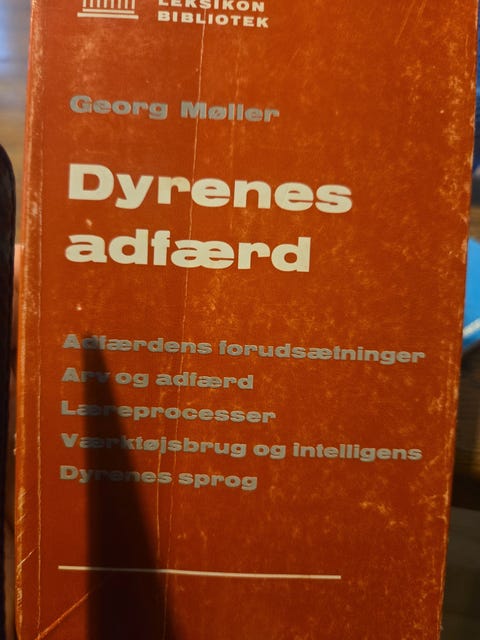 LEKSIKON
BIBLIOTEK
Georg Møller
Dyrenes
adfærd
Adfærdens forudsætninger
Arv og adfærd
Læreprocesser
Værktøjsbrug og intelligens
Dyrenes sprog